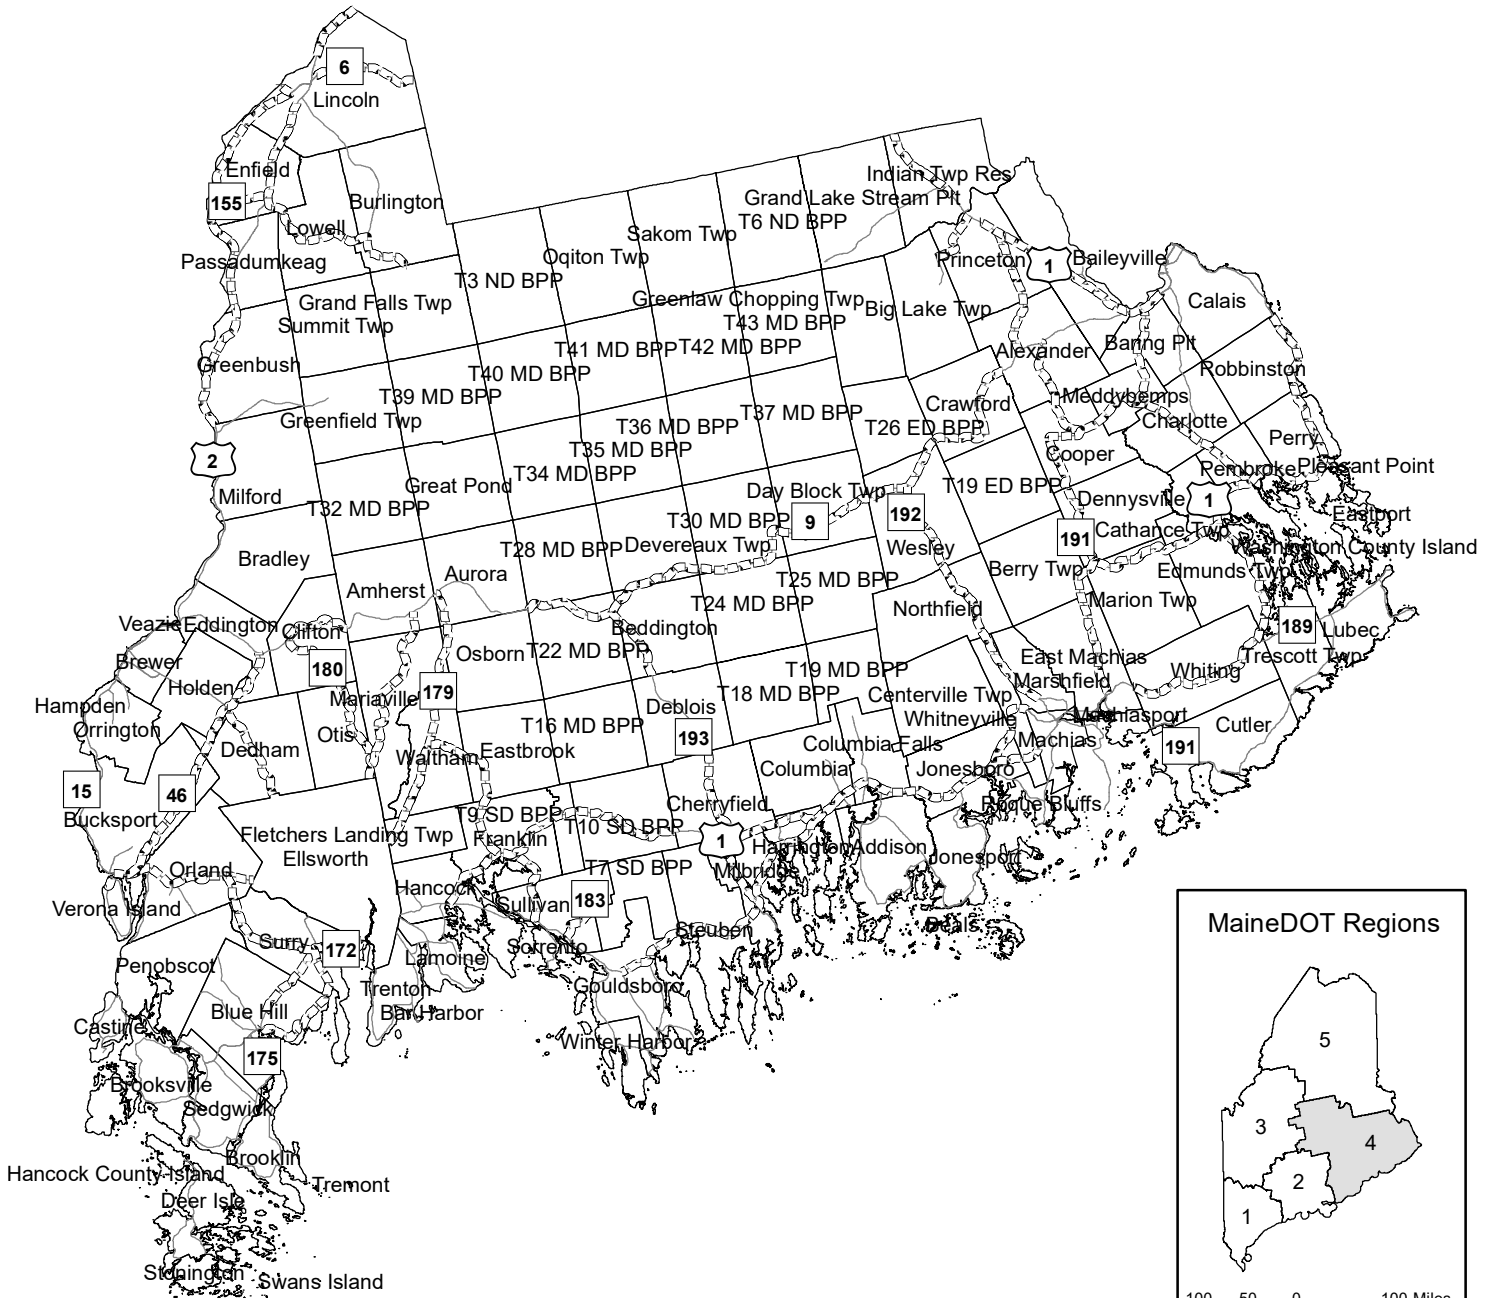 6
Lincoln
Enfield
155
Burlington
Lowell
Passadumkeag
Indian Twp Res
Grand Lake Stream Plt
T6 ND BPP
Sakom Twp
Oqiton Twp
T3 ND BPP
Princeton
1
Baileyville
Grand Falls Twp
Summit Twp
Greenlaw Chopping Twp
Big Lake Twp
Calais
T43 MD BPP
T42 MD BPP
T41 MD BPP
T40 MD BPP
T39 MD BPP
Alexander
Baring Plt
Robbinston
Greenbush
Greenfield Twp
T37 MD BPP
T36 MD BPP
T35 MD BPP
T34 MD BPP
Crawford
T26 ED BPP
Meddybemps
Charlotte
Perry
Cooper
2
Milford
T32 MD BPP
Great Pond
Day Block Twp
T19 ED BPP
Pembroke
Pleasant Point
Dennysville
1
Eastport
T30 MD BPP
9
192
191
Cathance Twp
Washington County Island
Bradley
T28 MD BPP
Devereaux Twp
Wesley
Berry Twp
Edmunds Twp
Amherst
Aurora
T25 MD BPP
T24 MD BPP
Northfield
Marion Twp
Veazie
Eddington
Clifton
Beddington
189
Lubec
Brewer
180
Osborn
T22 MD BPP
T19 MD BPP
East Machias
Trescott Twp
Holden
Mariaville
179
T18 MD BPP
Centerville Twp
Marshfield
Whiting
Hampden
Orrington
Otis
T16 MD BPP
Deblois
Whitneyville
Machiasport
Cutler
Dedham
Waltham
Eastbrook
193
Columbia Falls
Machias
191
15
46
Columbia
Jonesboro
Bucksport
T9 SD BPP
T10 SD BPP
Cherryfield
Roque Bluffs
Fletchers Landing Twp
Franklin
1
Ellsworth
Harrington
Addison
Jonesport
Orland
Hancock
T7 SD BPP
Milbridge
Verona Island
Sullivan
183
Surry
172
Lamoine
Sorrento
Steuben
Beals
Penobscot
Trenton
Gouldsboro
Castine
Blue Hill
Bar Harbor
Winter Harbor
175
Brooksville
Sedgwick
Brooklin
Hancock County Island
Tremont
Deer Isle
Stonington
Swans Island
MaineDOT Regions
5
3
4
2
1
100 50 0 100 Miles